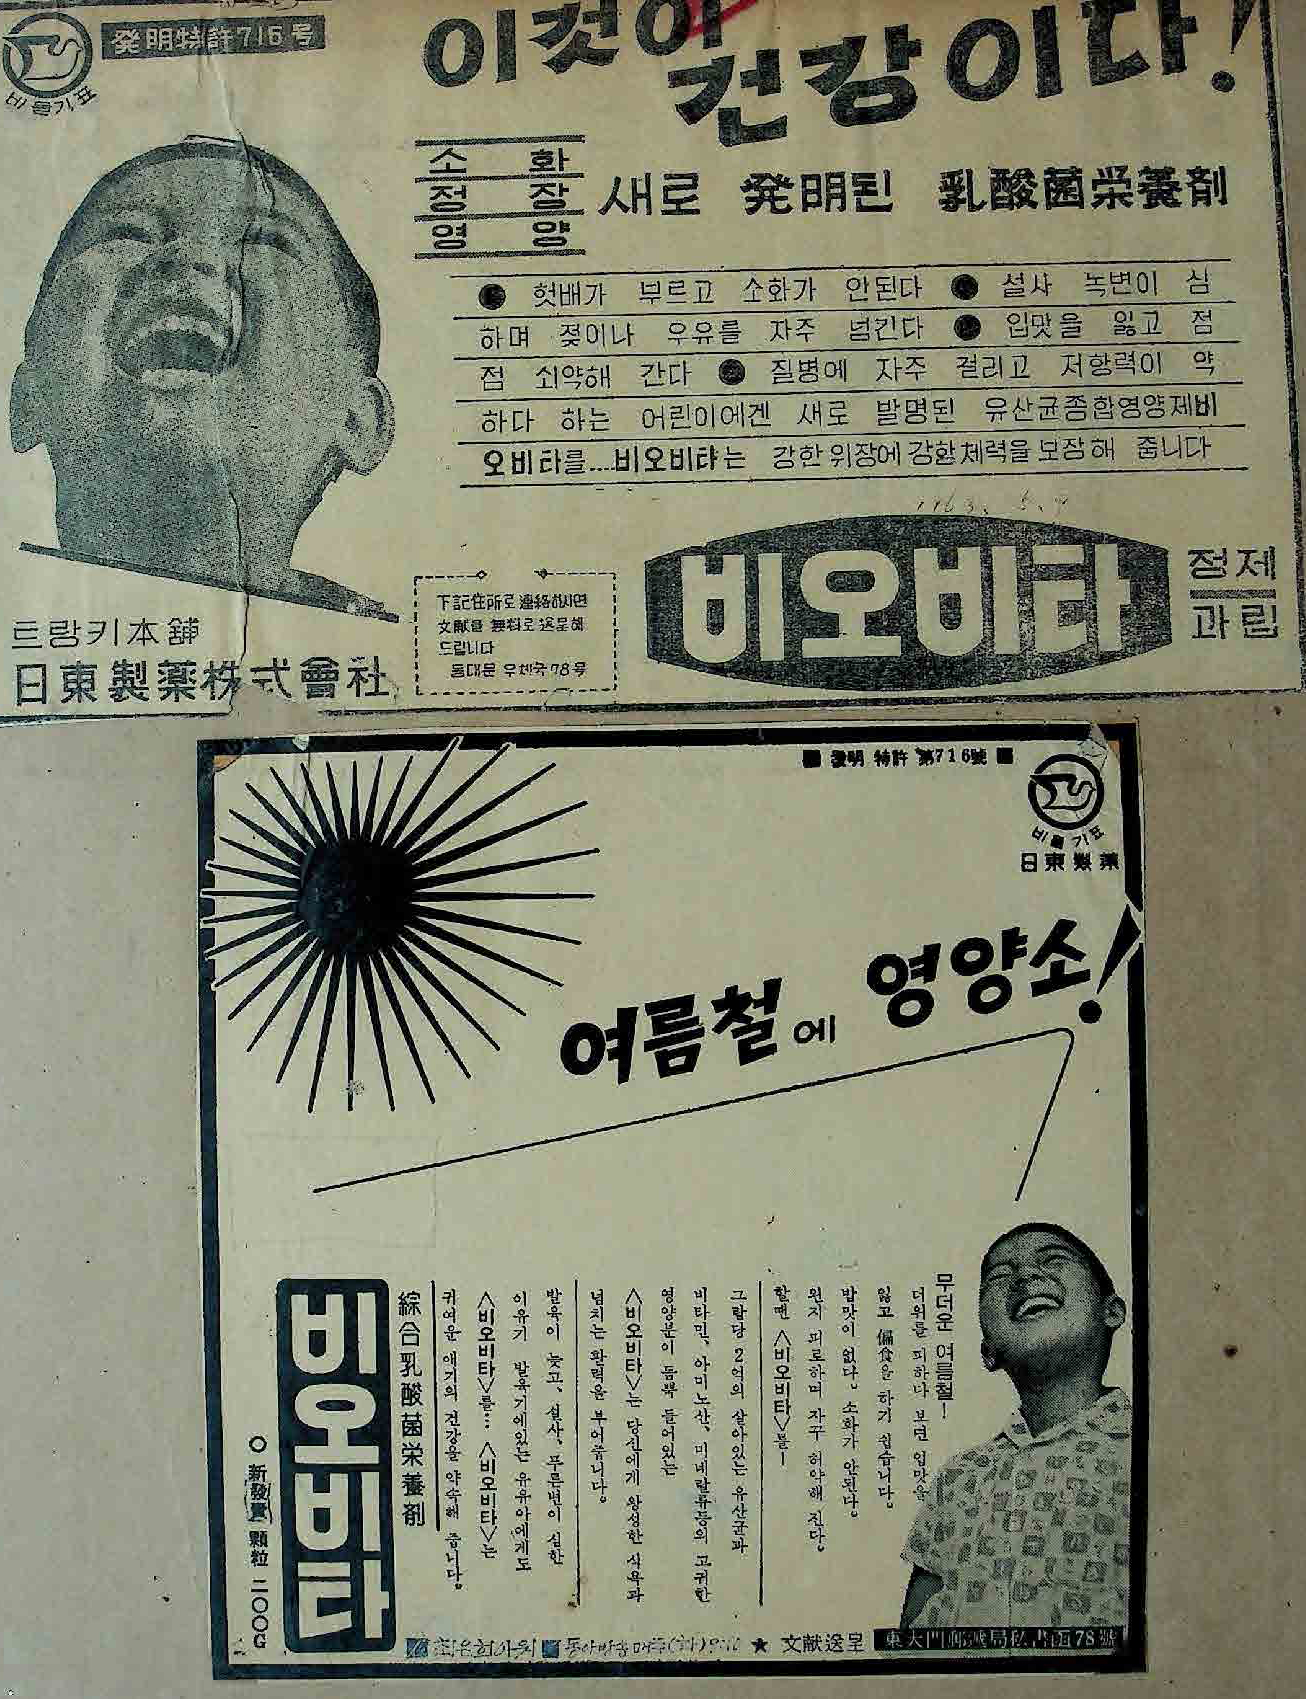 発明特許716号
비둘기표
이것이
건강이다!
소화
정장
영양
새로 発明된 乳酸菌栄養剤
● 헛배가 부르고 소화가 안된다 ● 설사 녹변이 심
하며 젖이나 우유를 자주 넘긴다 ● 입맛을 잃고 점
점 쇠약해 간다 ● 질병에 자주 걸리고 저항력이 약
하다 하는 어린이에겐 새로 발명된 유산균종합영양제비
오비타를....비오비타는 강한위장에강한체력을보장해 줍니다
1963. 6. 9
비오비타
정제
과립
下記住所로 連絡하시면
文献을 無料로 送呈해
드립니다
동대문 우체국78号
트랑키本舗
日東製薬株式會社
■ 發明 特許 第716號 ■
비둘기표
日東製薬
여름철에 영양소!
무더운 여름철!
더위를 피하다 보면 입맛을
잃고 偏食을 하기 쉽습니다.
밥맛이 없다. 소화가 안된다.
웬지 피로하며 자꾸 허약해 진다.
할땐 <비오비타>를—
그람당 2억의 살아있는 유산균과
비타민, 아미노산, 미네랄류등의 고귀한
영양분이 듬뿍 들어있는
<비오비타>는 당신에게 왕성한 식욕과
넘치는 활력을 부어줍니다.
발육이 늦고, 설사, 푸른변이 심한
이유기 발육기에있는 유유아에게도
<비오비타>를… <비오비타>는
귀여운 애기의 건강을 약속해 줍니다.
綜合乳酸菌栄養剤
비오비타
○ 新發賣 顆粒 二〇〇G
★ 文献送呈
東大門郵遞局私書函78號